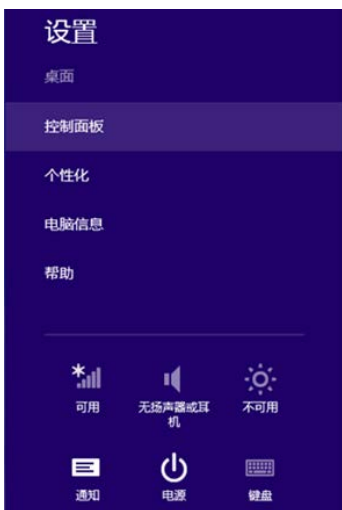 设置
桌面
控制面板
个性化
电脑信息
帮助
可用
无扬声器或耳
机
不可用
通知
电源
键盘